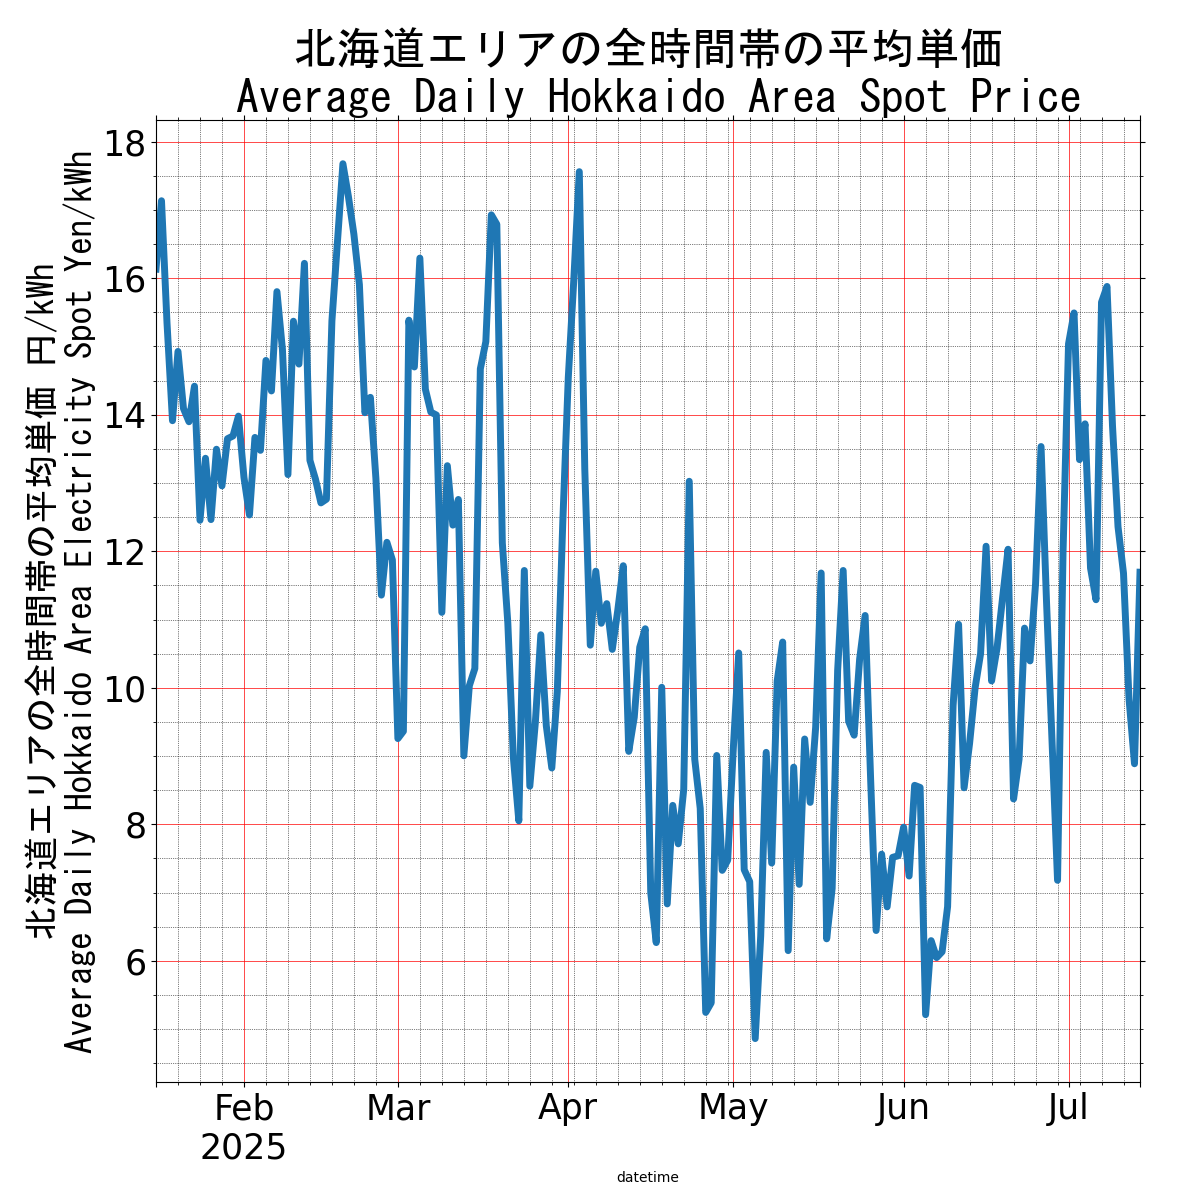 北海道エリアの全時間帯の平均単価
Average Daily Hokkaido Area Spot Price
北海道エリアの全時間帯の平均単価 円/kWh
Average Daily Hokkaido Area Electricity Spot Yen/kWh
18
16
14
12
10
8
6
Feb
2025
Mar
Apr
May
Jun
Jul
datetime